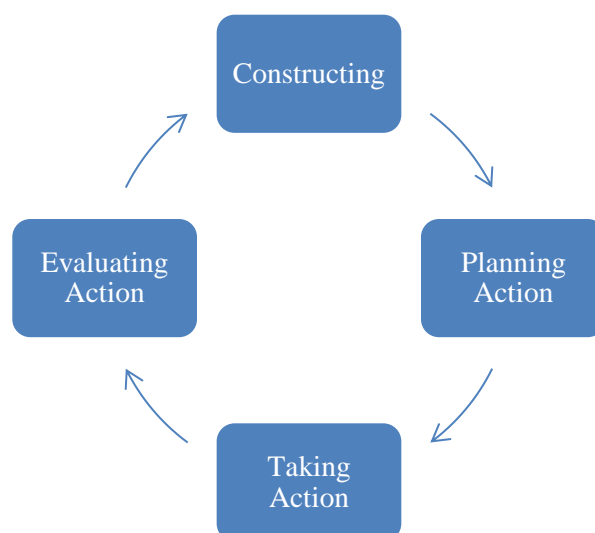 Constructing
Planning
Action
Taking
Action
Evaluating
Action